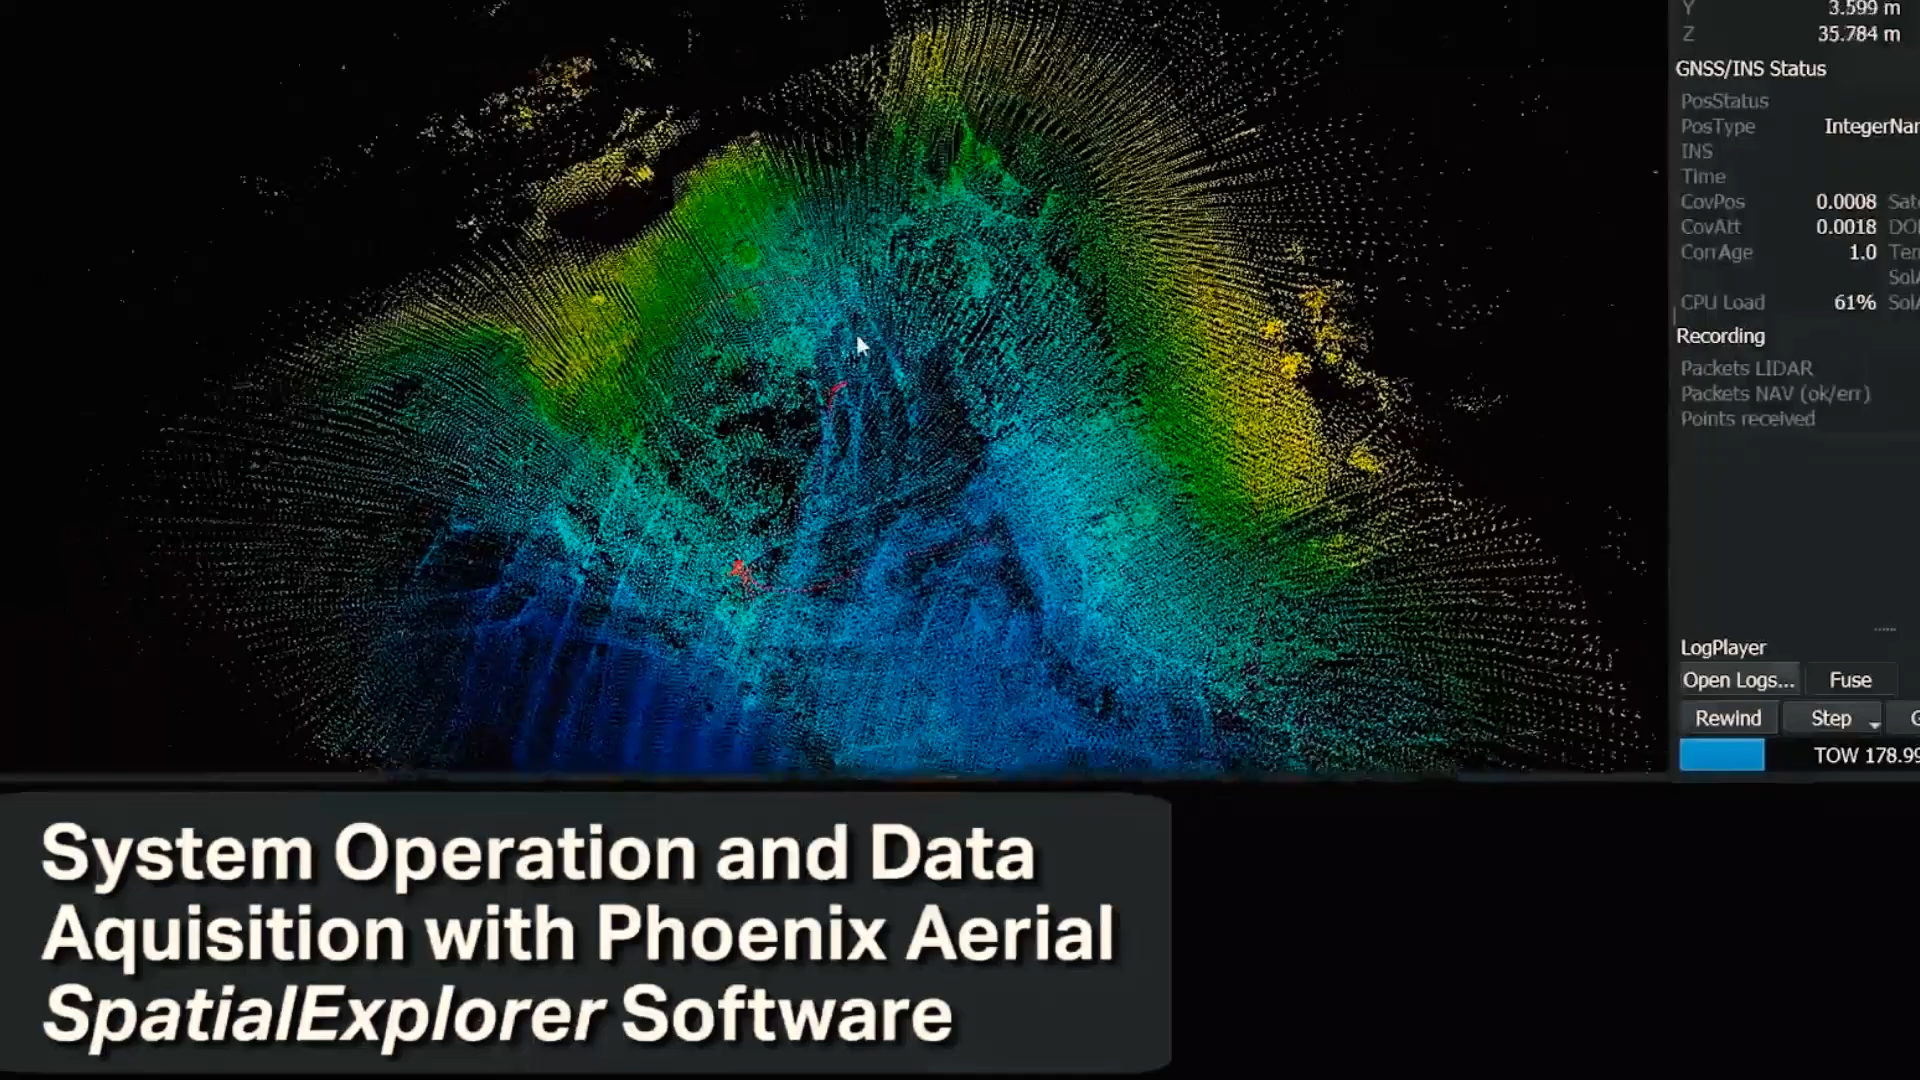 Y 3.599 m
Z 35.784 m
GNSS/INS Status
PosStatus
PosType
INS
Time
CovPos 0.0008
CovAtt 0.0018
CorrAge 1.0
CPU Load 61%
Recording
Packets LIDAR
Packets NAV (ok/err)
Points received
LogPlayer
Open Logs... Fuse
Rewind Step
TOW 178.99
System Operation and Data
Aquisition with Phoenix Aerial
SpatialExplorer Software